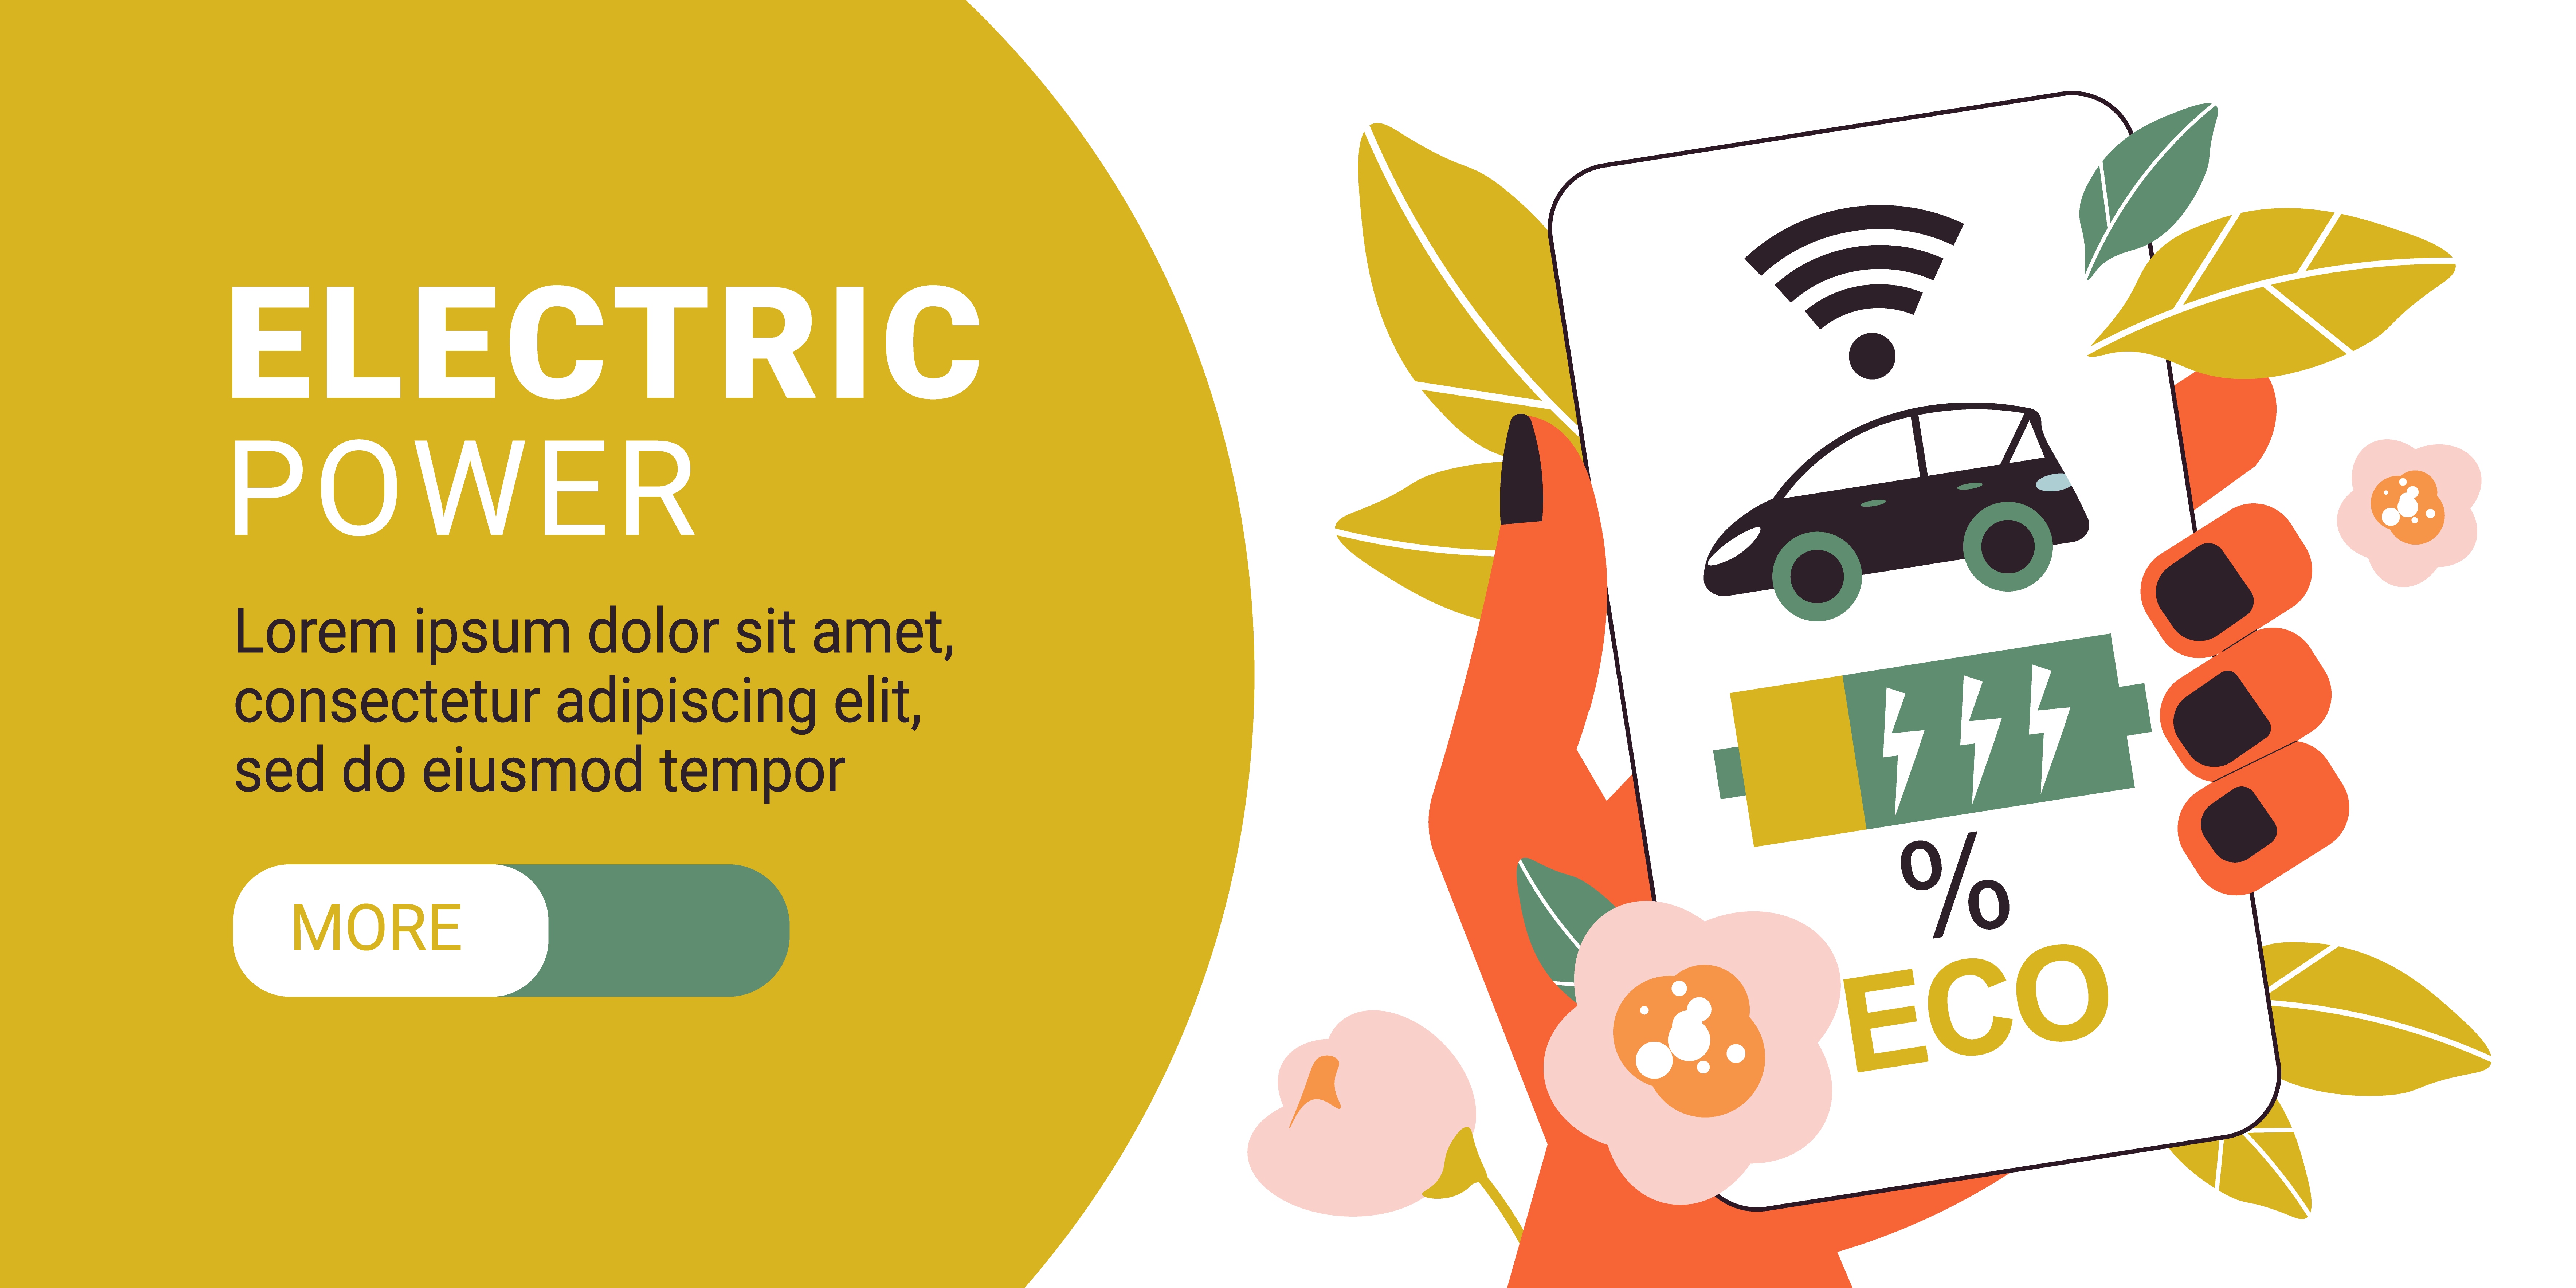 ELECTRIC
POWER
Lorem ipsum dolor sit amet,
consectetur adipiscing elit,
sed do eiusmod tempor
MORE
%
ECO